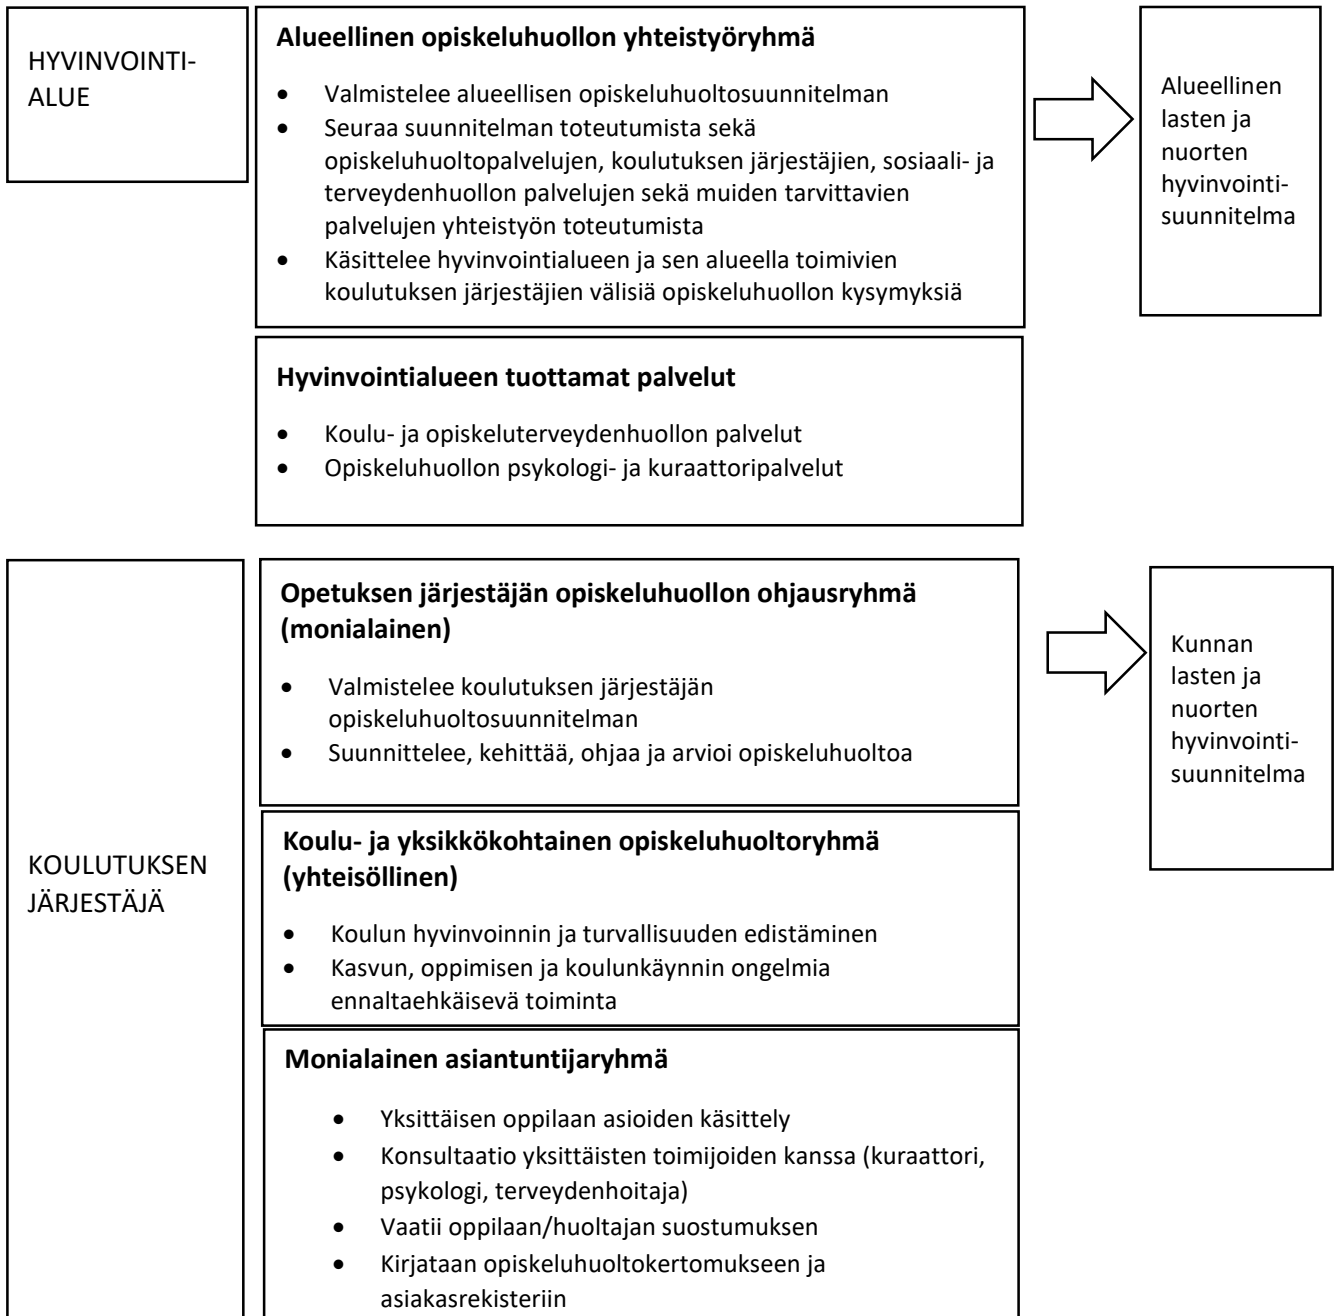 HYVINVOINTI-
ALUE
Alueellinen opiskeluhuollon yhteistyöryhmä
• Valmistelee alueellisen opiskeluhuoltosuunnitelman
• Seuraa suunnitelman toteutumista sekä
opiskeluhuoltopalvelujen, koulutuksen järjestäjien, sosiaali- ja
terveydenhuollon palvelujen sekä muiden tarvittavien
palvelujen yhteistyön toteutumista
• Käsittelee hyvinvointialueen ja sen alueella toimivien
koulutuksen järjestäjien välisiä opiskeluhuollon kysymyksiä
Alueellinen
lasten ja
nuorten
hyvinvointi-
suunnitelma
Hyvinvointialueen tuottamat palvelut
• Koulu- ja opiskeluterveydenhuollon palvelut
• Opiskeluhuollon psykologi- ja kuraattoripalvelut
KOULUTUKSEN
JÄRJESTÄJÄ
Opetuksen järjestäjän opiskeluhuollon ohjausryhmä
(monialainen)
• Valmistelee koulutuksen järjestäjän
opiskeluhuoltosuunnitelman
• Suunnittelee, kehittää, ohjaa ja arvioi opiskeluhuoltoa
Kunnan
lasten ja
nuorten
hyvinvointi-
suunnitelma
Koulu- ja yksikkökohtainen opiskeluhuoltoryhmä
(yhteisöllinen)
• Koulun hyvinvoinnin ja turvallisuuden edistäminen
• Kasvun, oppimisen ja koulunkäynnin ongelmia
ennaltaehkäisevä toiminta
Monialainen asiantuntijaryhmä
• Yksittäisen oppilaan asioiden käsittely
• Konsultaatio yksittäisten toimijoiden kanssa (kuraattori,
psykologi, terveydenhoitaja)
• Vaatii oppilaan/huoltajan suostumuksen
• Kirjataan opiskeluhuoltokertomukseen ja
asiakasrekisteriin